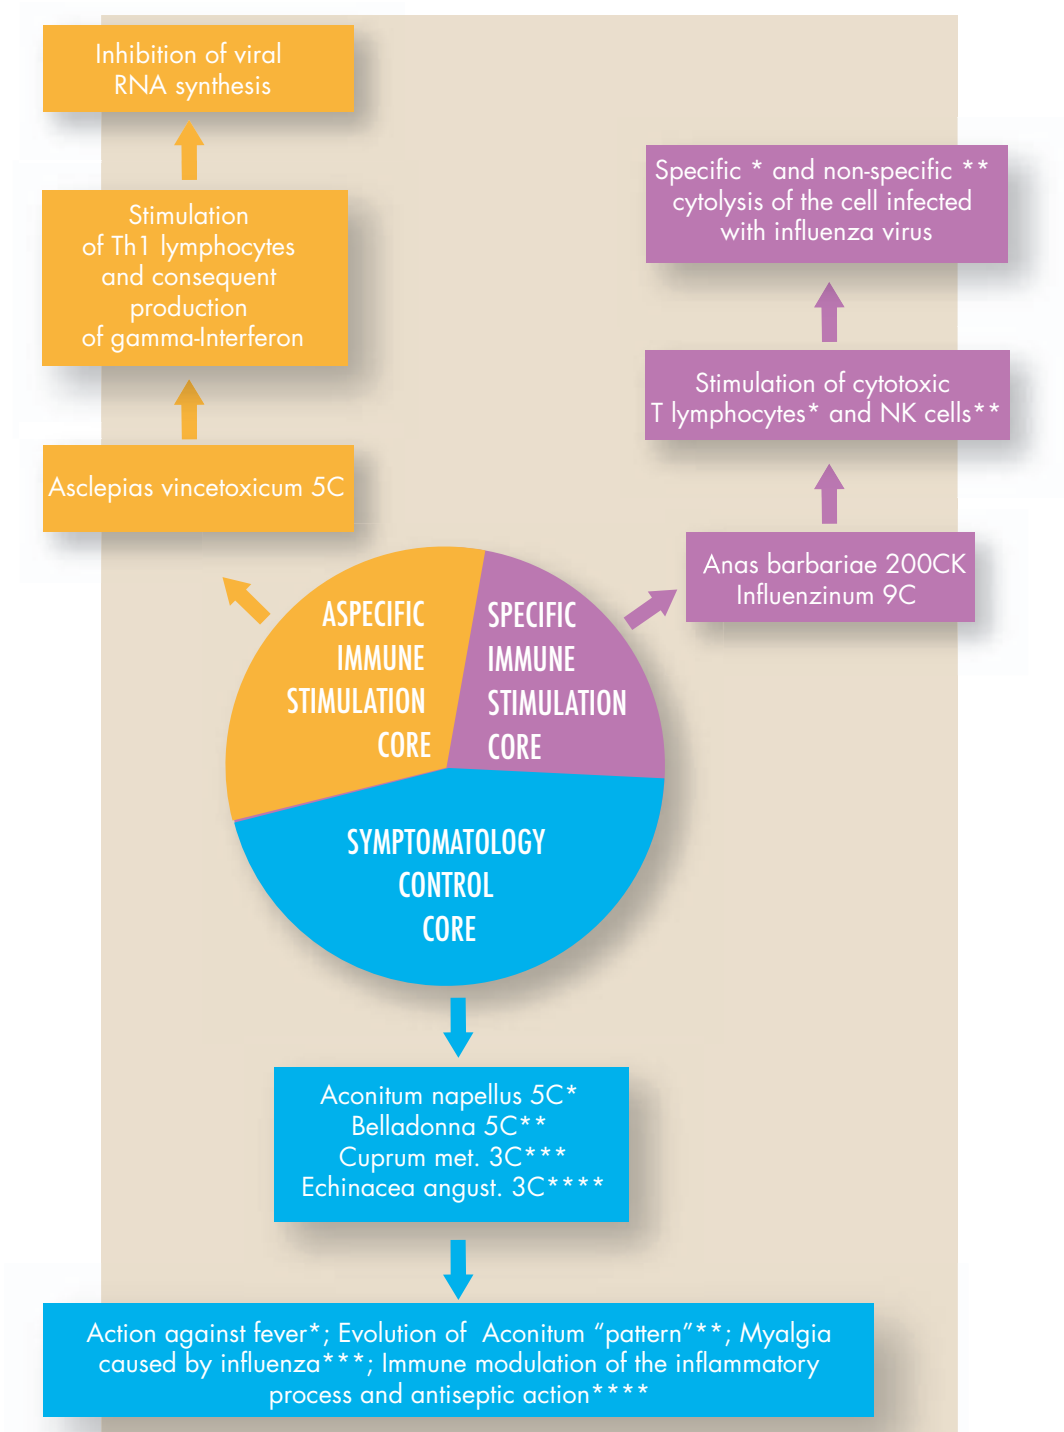 Inhibition of viral
RNA synthesis
Stimulation
of Th1 lymphocytes
and consequent
production
of gamma-Interferon
Asclepias vincetoxicum 5C
Specific * and non-specific **
cytolysis of the cell infected
with influenza virus
Stimulation of cytotoxic
T lymphocytes* and NK cells**
Anas barbariae 200CK
Influenzinum 9C
ASPECIFIC
IMMUNE
STIMULATION
CORE
SPECIFIC
IMMUNE
STIMULATION
CORE
SYMPTOMATOLOGY
CONTROL
CORE
Aconitum napellus 5C*
Belladonna 5C**
Cuprum met. 3C***
Echinacea angust. 3C****
Action against fever*; Evolution of Aconitum “pattern”**; Myalgia
caused by influenza***; Immune modulation of the inflammatory
process and antiseptic action****